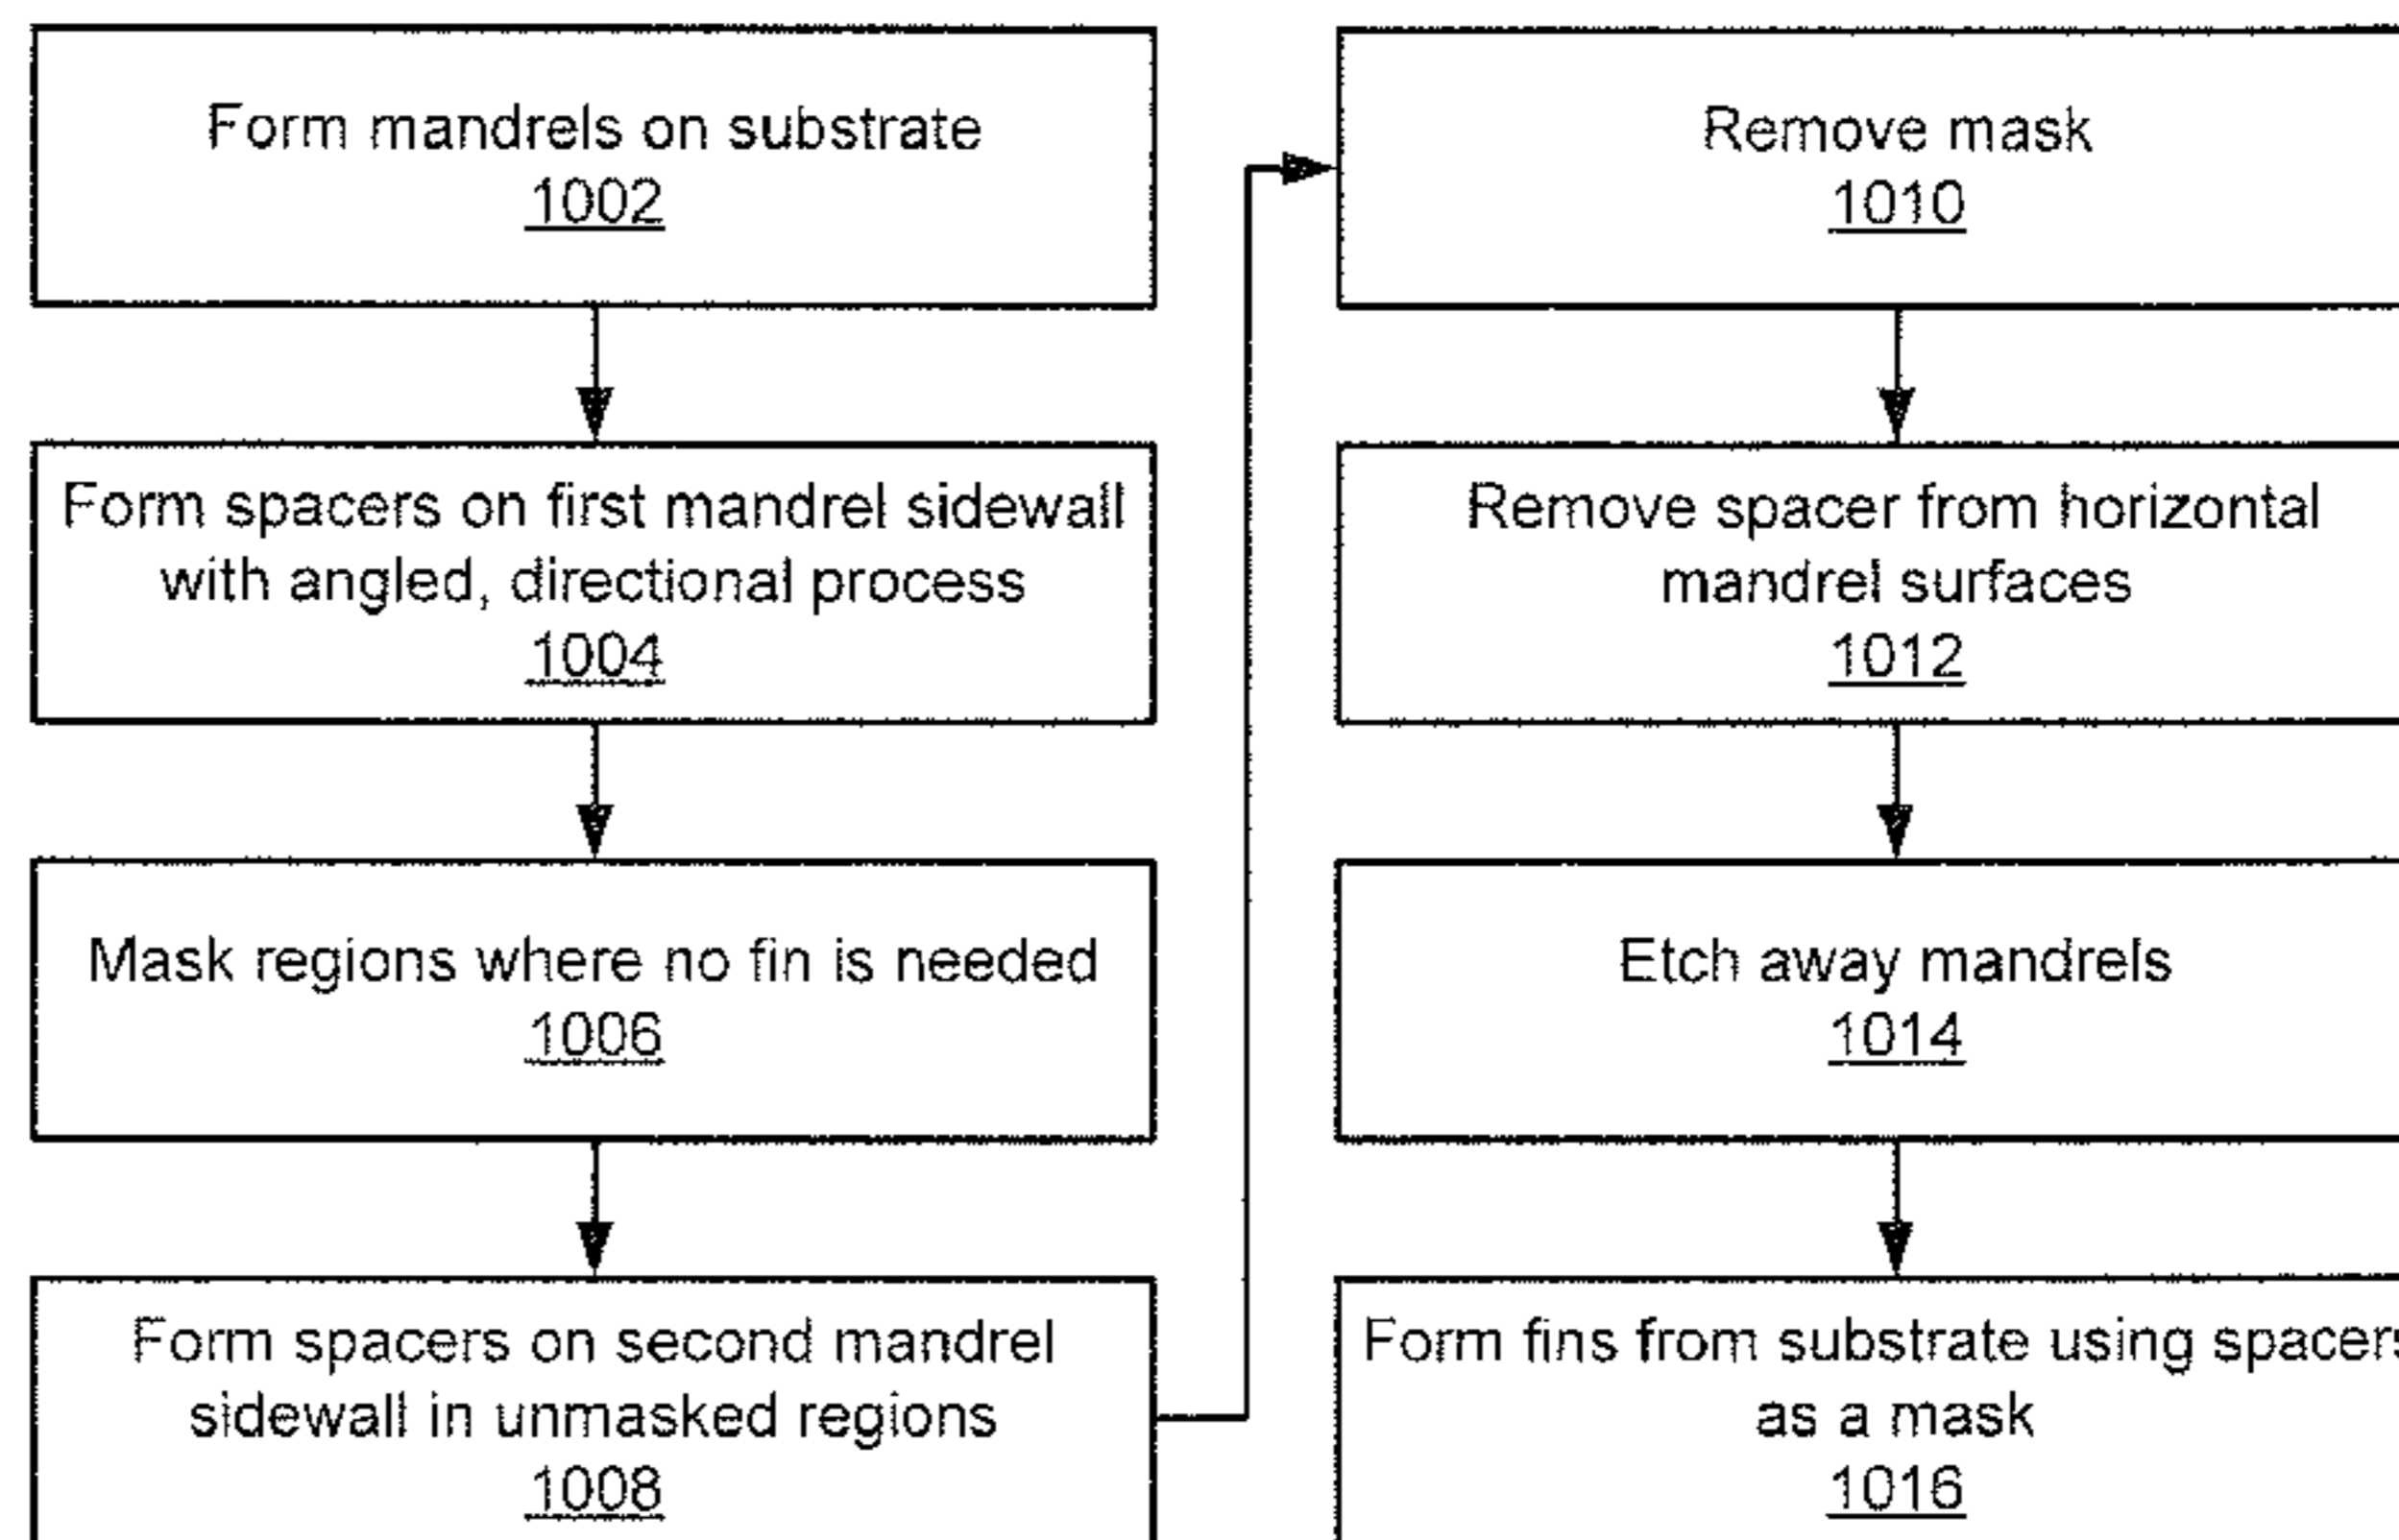 Form mandrels on substrate
1002
Form spacers on first mandrel sidewall
with angled, directional process
1004
Mask regions where no fin is needed
1006
Form spacers on second mandrel
sidewall in unmasked regions
1008
Remove mask
1010
Remove spacer from horizontal
mandrel surfaces
1012
Etch away mandrels
1014
Form fins from substrate using spacers
as a mask
1016